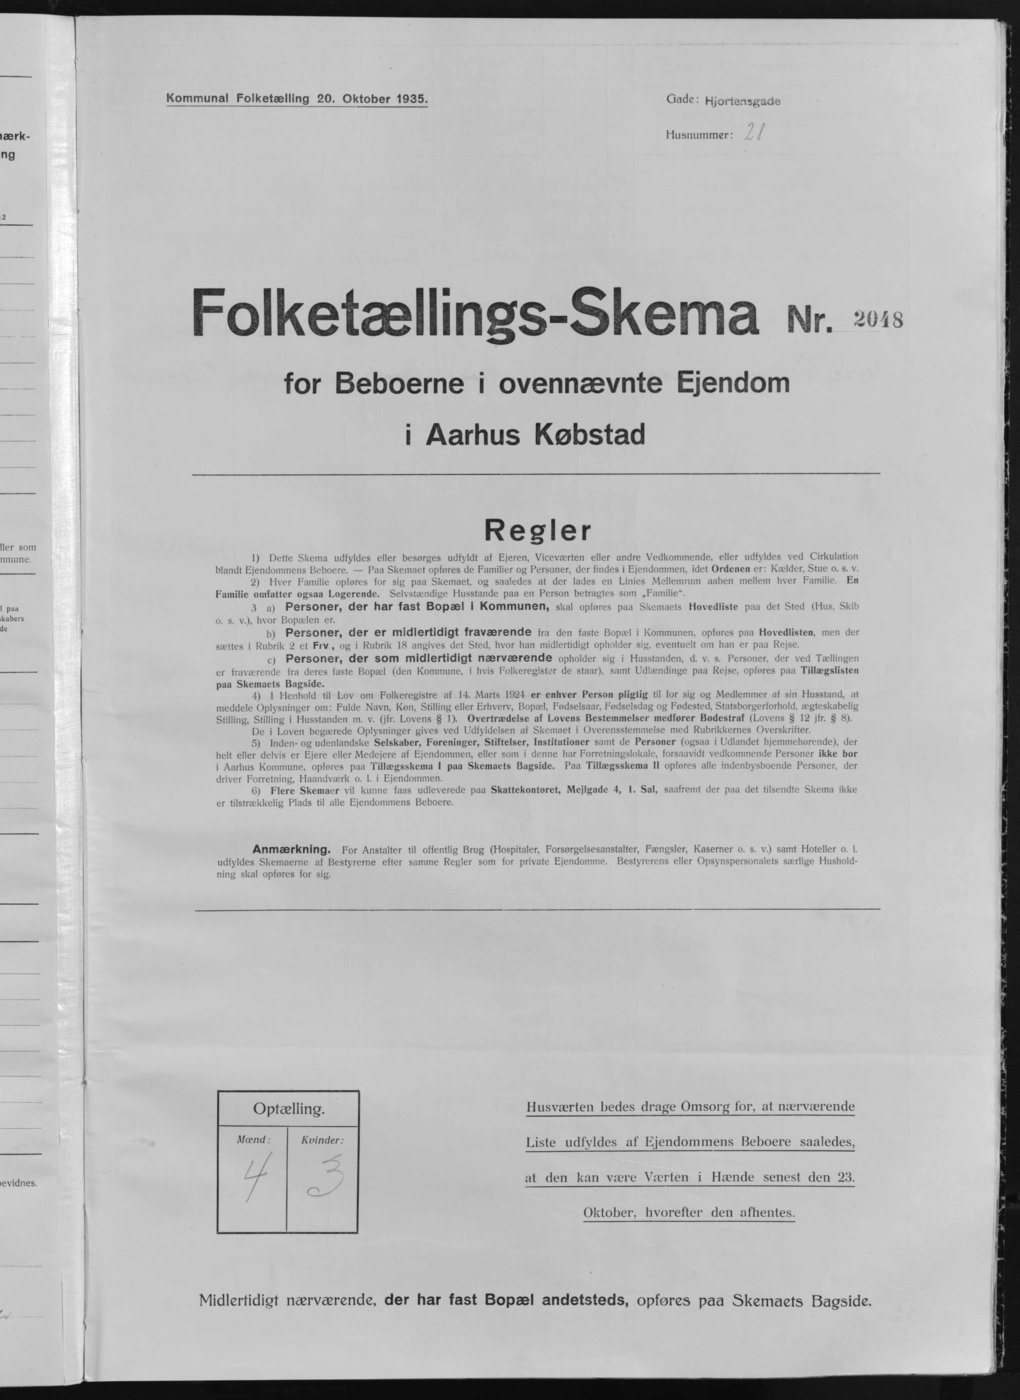 Kommunal Folketælling 20. Oktober 1935.
Gade: Hjortensgade
Husnummer: 28
Folketællings-Skema Nr. 2048
for Beboerne i ovennævnte Ejendom
i Aarhus Købstad
Regler
1) Dette Skema udfyldes eller besørges udfyldt af Ejeren, Viceværten eller andre Vedkommende, eller udfyldes ved Cirkulation
blandt Ejendommens Beboere. — Paa Skemaet opføres de Familier og Personer, der findes i Ejendommen, idet Ordenen er: Kælder, Stue o. s. v.
2) Hver Familie opføres for sig paa Skemaet, og saaledes at der lades en Linies Mellemrum aaben mellem hver Familie. En
Familie omfatter ogsaa Logerende. Selvstændige Husstande paa en Person betragtes som „Familie“.
3 a) Personer, der har fast Bopæl i Kommunen, skal opføres paa Skemaets Hovedliste paa det Sted (Hus, Skib
o. s. v.), hvor Bopælen er.
b) Personer, der er midlertidigt fraværende fra den faste Bopæl i Kommunen, opføres paa Hovedlisten, men der
sættes i Rubrik 2 et Frv., og i Rubrik 18 angives det Sted, hvor han midlertidigt opholder sig, eventuelt om han er paa Rejse.
c) Personer, der som midlertidigt nærværende opholder sig i Husstanden, d. v. s. Personer, der ved Tællingen
er fraværende fra deres faste Bopæl (den Kommune, i hvis Folkeregister de staar), samt Udlændinge paa Rejse, opføres paa Tillægslisten
paa Skemaets Bagside.
4) I Henhold til Lov om Folkeregistre af 14. Marts 1924 er enhver Person pligtig til for sig og Medlemmer af sin Husstand, at
meddele Oplysninger om: Fulde Navn, Køn, Stilling eller Erhverv, Bopæl, Fødselsaar, Fødselsdag og Fødested, Statsborgerforhold, ægteskabelig
Stilling, Stilling i Husstanden m. v. (jfr. Lovens § 1). Overtrædelse af Lovens Bestemmelser medfører Bødestraf (Lovens § 12 jfr. § 8).
De i Loven begærede Oplysninger gives ved Udfyldelsen af Skemaet i Overensstemmelse med Rubrikkernes Overskrifter.
5) Inden- og udenlandske Selskaber, Foreninger, Stiftelser, Institutioner samt de Personer (ogsaa i Udlandet hjemmehørende), der
helt eller delvis er Ejere eller Medejere af Ejendommen, eller som i denne har Forretningslokale, forsaavidt vedkommende Personer ikke bor
i Aarhus Kommune, opføres paa Tillægsskema I paa Skemaets Bagside. Paa Tillægsskema II opføres alle indenbysboende Personer, der
driver Forretning, Haandværk o. l. i Ejendommen.
6) Flere Skemaer vil kunne faas udleverede paa Skattekontoret, Mejlgade 4, 1. Sal, saafremt der paa det tilsendte Skema ikke
er tilstrækkelig Plads til alle Ejendommens Beboere.
Anmærkning. For Anstalter til offentlig Brug (Hospitaler, Forsørgelsesanstalter, Fængsler, Kaserner o. s. v.) samt Hoteller o. l.
udfyldes Skemaerne af Bestyrerne efter samme Regler som for private Ejendomme. Bestyrerens eller Opsynspersonalets særlige Hushold-
ning skal opføres for sig.
Optælling.
Mænd: Kvinder:
4 3
Husværten bedes drage Omsorg for, at nærværende
Liste udfyldes af Ejendommens Beboere saaledes,
at den kan være Værten i Hænde senest den 23.
Oktober, hvorefter den afhentes.
Midlertidigt nærværende, der har fast Bopæl andetsteds, opføres paa Skemaets Bagside.